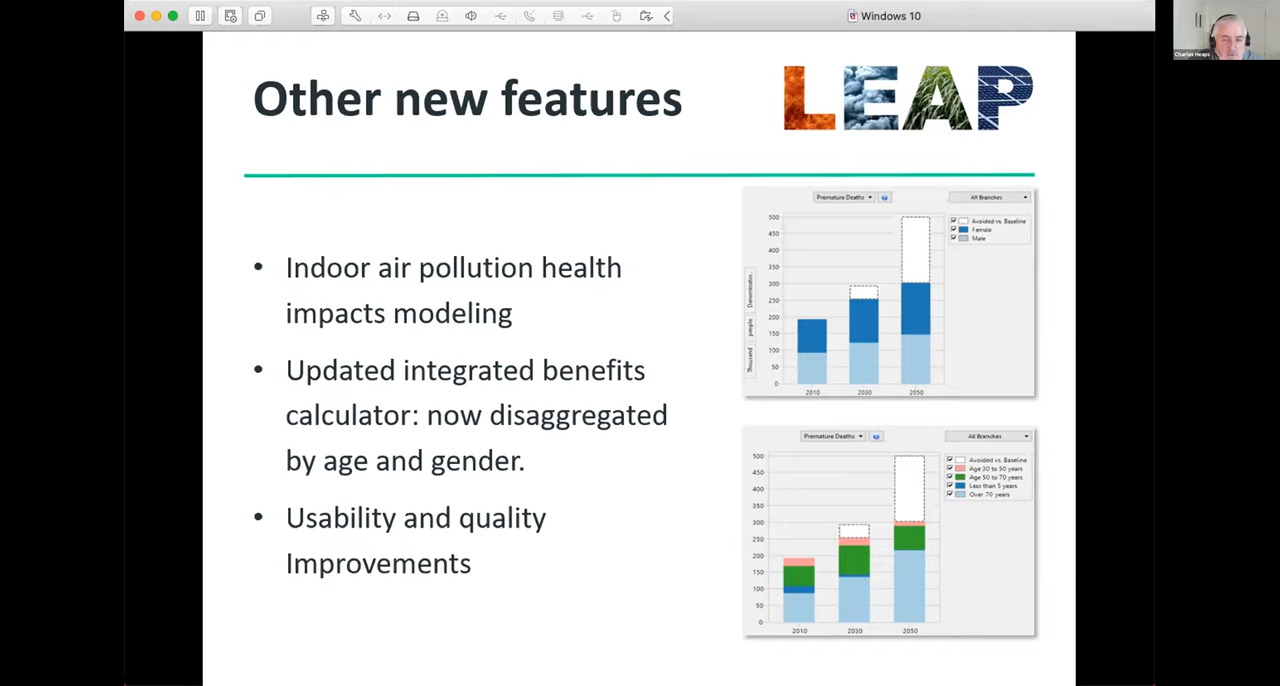 Windows 10
Charles Heaps
Other new features
LEAP
• Indoor air pollution health
impacts modeling
• Updated integrated benefits
calculator: now disaggregated
by age and gender.
• Usability and quality
Improvements
Premature Deaths
?
All Branches
Avoided vs. Baseline
Female
Male
Denominator..
people
Thousand
500
450
400
350
300
250
200
150
100
50
0
2010
2030
2050
Premature Deaths
?
All Branches
Avoided vs. Baseline
Age 30 to 50 years
Age 50 to 70 years
Less than 5 years
Over 70 years
500
450
400
350
300
250
200
150
100
50
0
2010
2030
2050